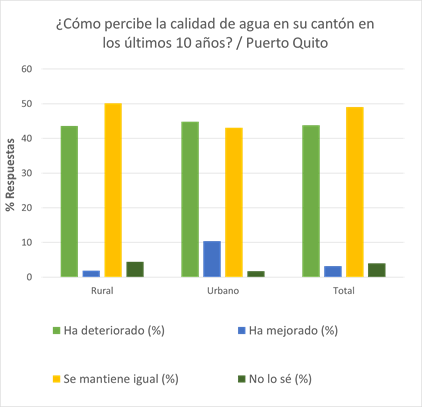 ¿Cómo percibe la calidad de agua en su cantón en
los últimos 10 años? / Puerto Quito
60
50
40
30
20
10
0
% Respuestas
Rural
Urbano
Total
Ha deteriorado (%)
Ha mejorado (%)
Se mantiene igual (%)
No lo sé (%)